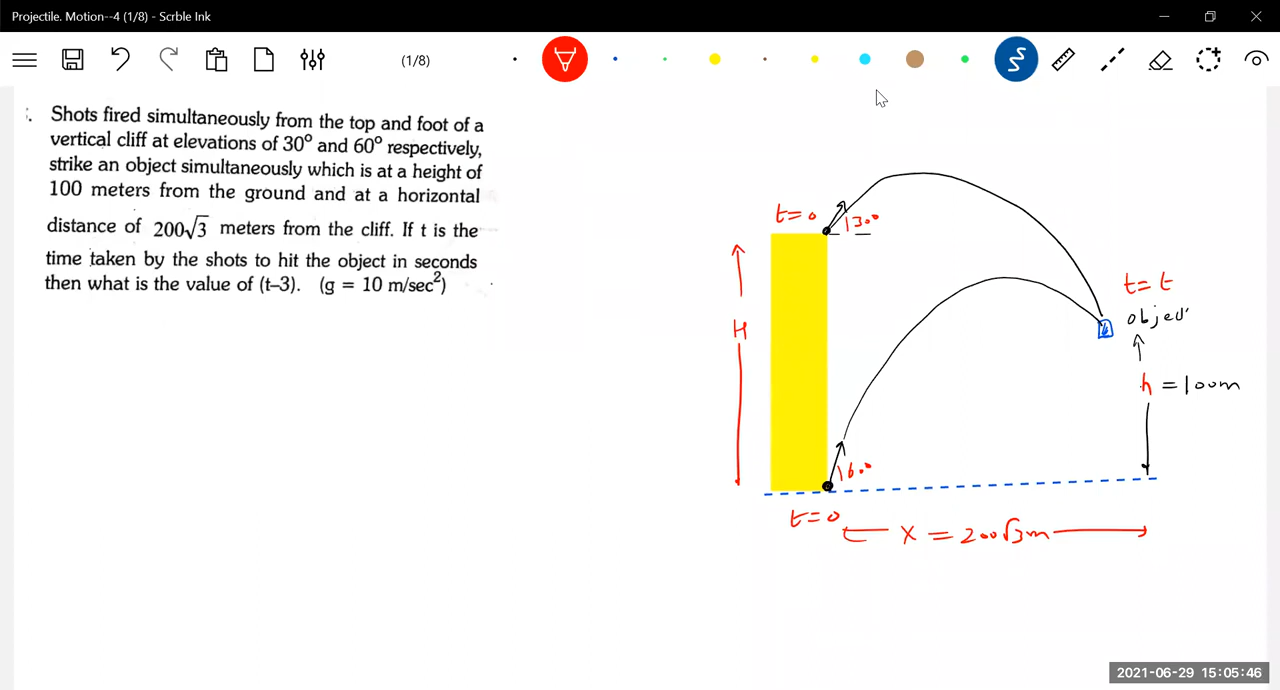 Projectile. Motion--4 (1/8) - Scrble Ink
(1/8)
Shots fired simultaneously from the top and foot of a
vertical cliff at elevations of 30° and 60° respectively,
strike an object simultaneously which is at a height of
100 meters from the ground and at a horizontal
distance of 200√3 meters from the cliff. If t is the
time taken by the shots to hit the object in seconds
then what is the value of (t–3). (g = 10 m/sec²)
t=0
30°
H
t=t
object
h = 100m
60°
t=0
x = 200√3m
2021-06-29 15:05:46